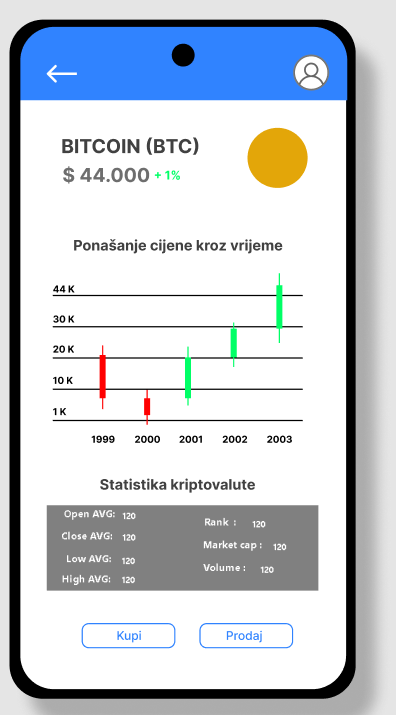 BITCOIN (BTC)
$ 44.000 + 1%
Ponašanje cijene kroz vrijeme
44 K
30 K
20 K
10 K
1 K
1999 2000 2001 2002 2003
Statistika kriptovalute
Open AVG: 120
Close AVG: 120
Low AVG: 120
High AVG: 120
Rank : 120
Market cap : 120
Volume : 120
Kupi Prodaj